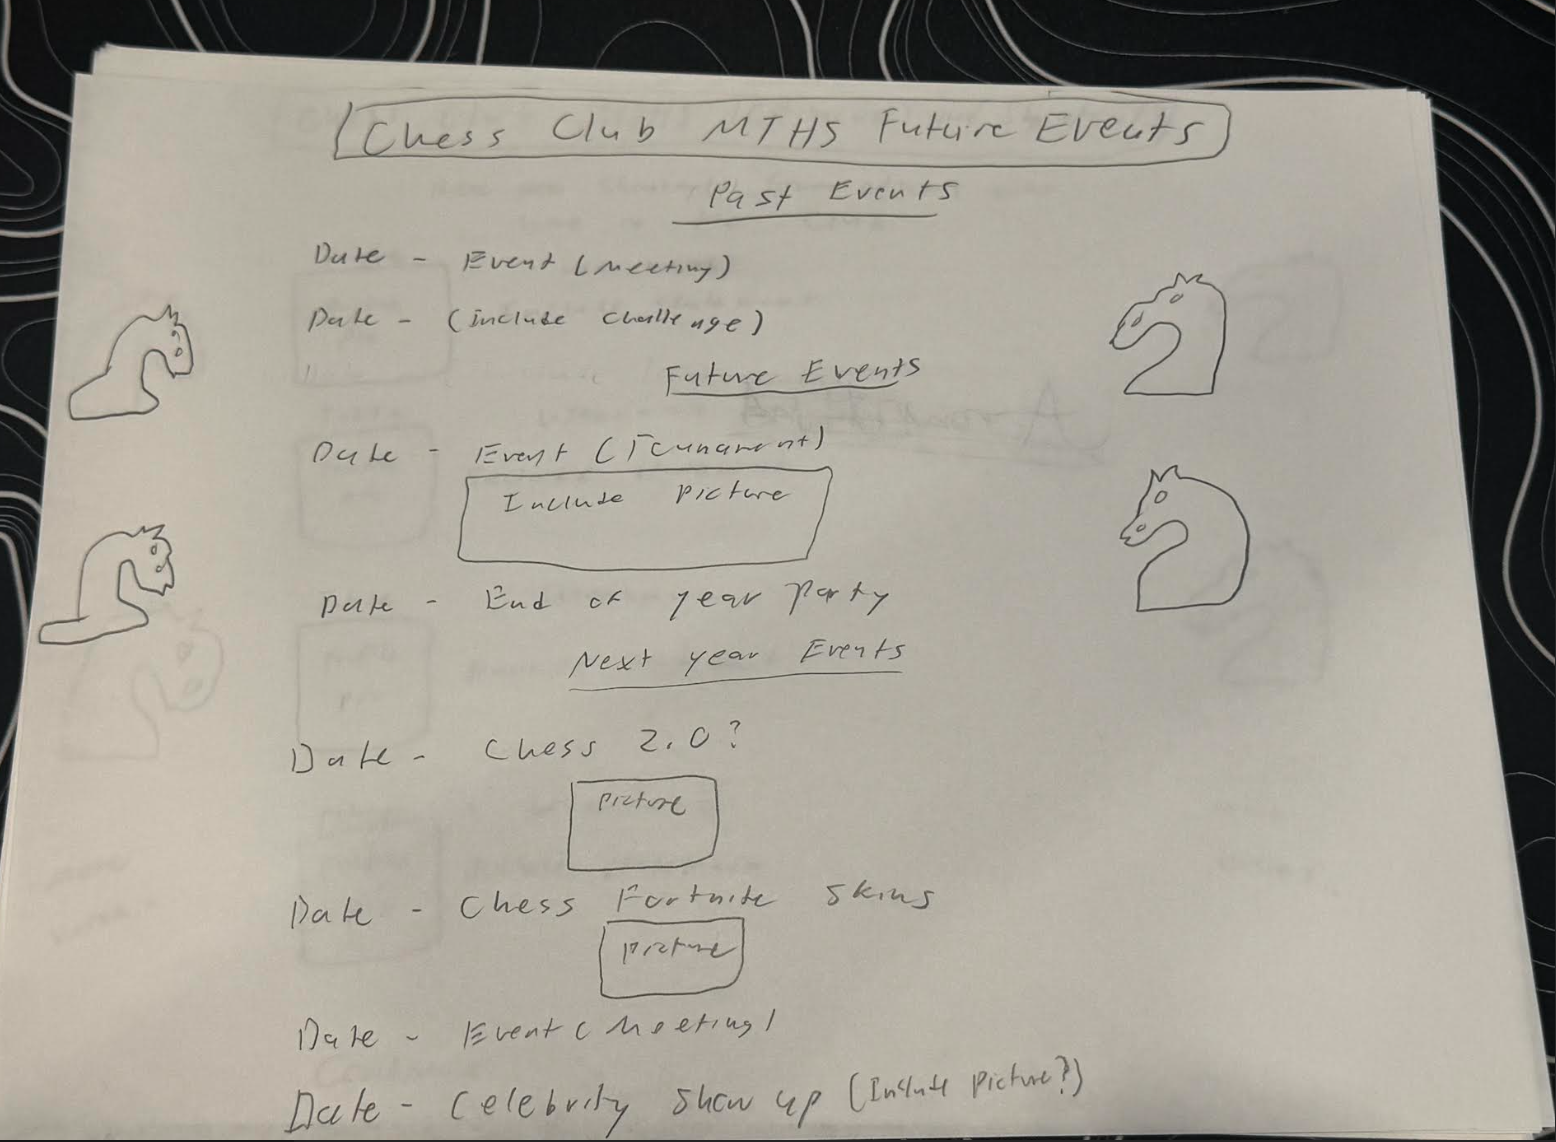 Chess Club MTHS Future Events
Past Events
Date - Event (Meeting)
Date - (include challenge)
Future Events
Date - Event (Tournament)
Include Picture
Date - End of year party
Next year Events
Date - Chess 2.0?
picture
Date - Chess Fortnite skins
picture
Date - Event (Meeting)
Date - Celebrity show up (Include picture?)